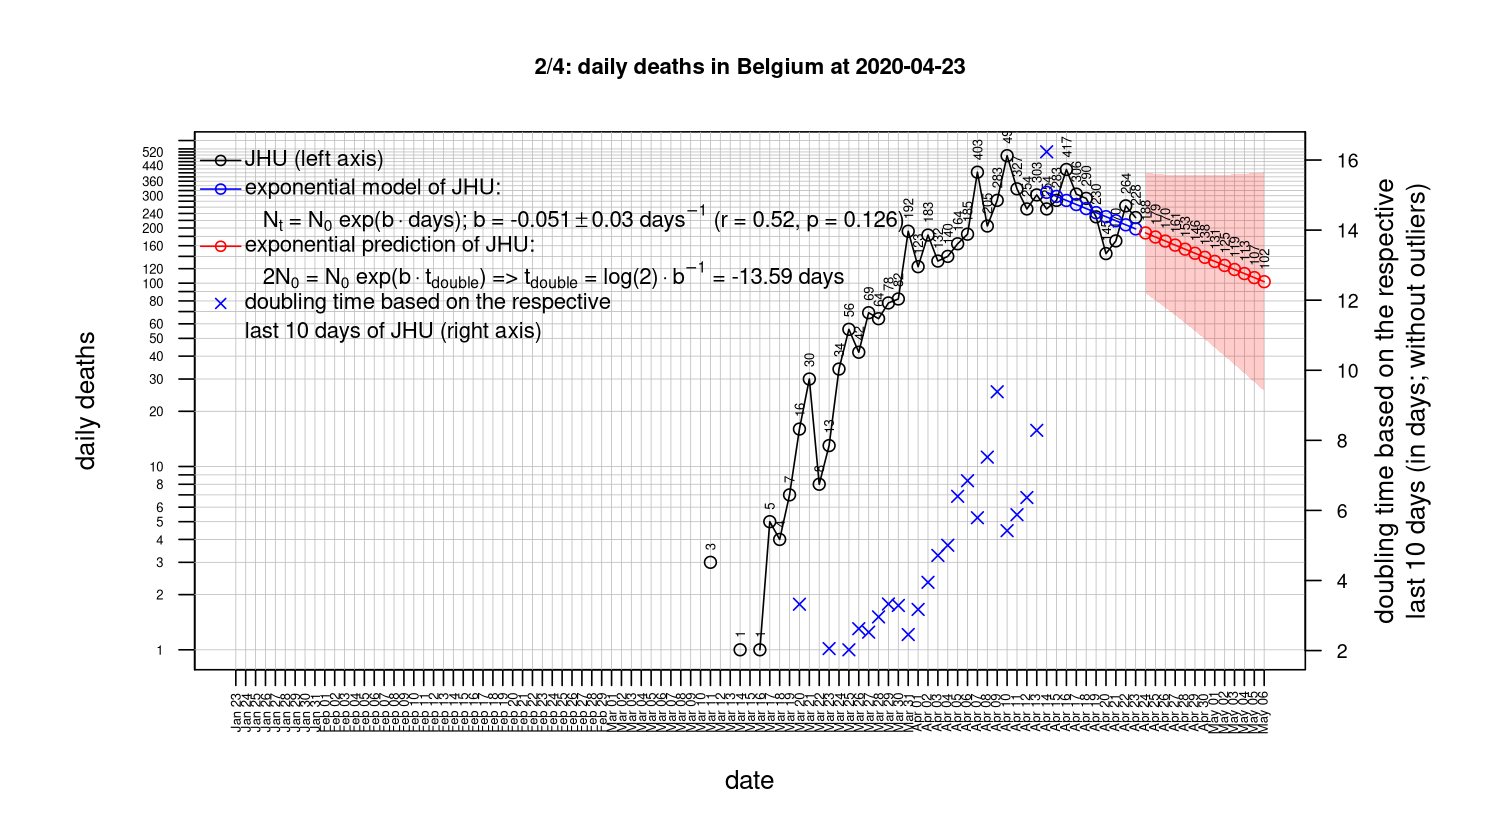 2/4: daily deaths in Belgium at 2020-04-23
JHU (left axis)
exponential model of JHU:
Nt = N0 exp(b · days); b = -0.051 ± 0.03 days−1 (r = 0.52, p = 0.126)
exponential prediction of JHU:
2N0 = N0 exp(b · tdouble) => tdouble = log(2) · b−1 = -13.59 days
doubling time based on the respective
last 10 days of JHU (right axis)
daily deaths
520
440
360
300
240
200
160
120
100
80
60
50
40
30
20
10
8
6
5
4
3
2
1
3
1
1
5
4
7
16
30
8
13
34
56
42
69
64
78
82
192
123
183
132
140
164
185
403
205
283
327
254
303
254
283
417
306
290
230
264
228
188
179
170
161
153
146
138
131
125
119
113
107
102
16
14
12
10
8
6
4
2
doubling time based on the respective
last 10 days (in days; without outliers)
Jan 23
Jan 24
Jan 25
Jan 26
Jan 27
Jan 28
Jan 29
Jan 30
Jan 31
Feb 01
Feb 02
Feb 03
Feb 04
Feb 05
Feb 06
Feb 07
Feb 08
Feb 09
Feb 10
Feb 11
Feb 12
Feb 13
Feb 14
Feb 15
Feb 16
Feb 17
Feb 18
Feb 19
Feb 20
Feb 21
Feb 22
Feb 23
Feb 24
Feb 25
Feb 26
Feb 27
Feb 28
Feb 29
Mar 01
Mar 02
Mar 03
Mar 04
Mar 05
Mar 06
Mar 07
Mar 08
Mar 09
Mar 10
Mar 11
Mar 12
Mar 13
Mar 14
Mar 15
Mar 16
Mar 17
Mar 18
Mar 19
Mar 20
Mar 21
Mar 22
Mar 23
Mar 24
Mar 25
Mar 26
Mar 27
Mar 28
Mar 29
Mar 30
Mar 31
Apr 01
Apr 02
Apr 03
Apr 04
Apr 05
Apr 06
Apr 07
Apr 08
Apr 09
Apr 10
Apr 11
Apr 12
Apr 13
Apr 14
Apr 15
Apr 16
Apr 17
Apr 18
Apr 19
Apr 20
Apr 21
Apr 22
Apr 23
Apr 24
Apr 25
Apr 26
Apr 27
Apr 28
Apr 29
Apr 30
May 01
May 02
May 03
May 04
May 05
May 06
date